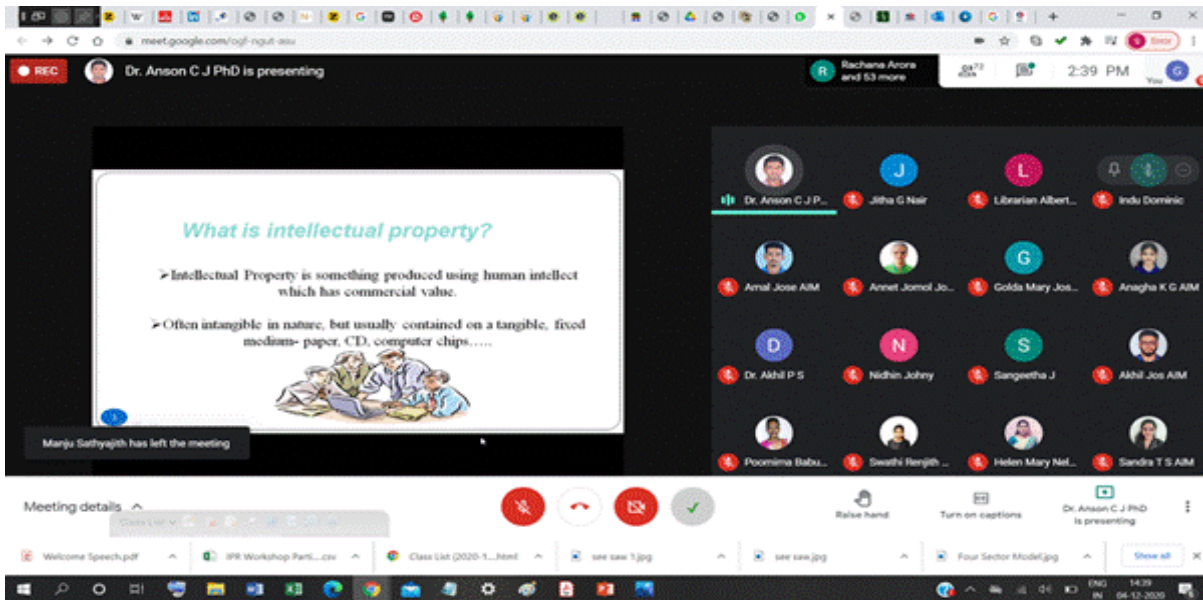 meet.google.com/ogf-ngut-asu
Error
REC
Dr. Anson C J PhD is presenting
R
Rachana Arora
and 53 more
72
2:39 PM
You
G
What is intellectual property?
➢Intellectual Property is something produced using human intellect
which has commercial value.
➢Often intangible in nature, but usually contained on a tangible, fixed
medium- paper, CD, computer chips.....
Manju Sathyajith has left the meeting
Dr. Anson C J P...
J
Jitha G Nair
L
Librarian Albert...
Indu Dominic
Amal Jose AIM
Annet Jomol Jo...
G
Golda Mary Jos...
Anagha K G AIM
D
Dr. Akhil P S
N
Nidhin Johny
S
Sangeetha J
Akhil Jos AIM
Poornima Babu...
Swathi Renjith ...
Helen Mary Nel...
Sandra T S AIM
Meeting details
Class List
Raise hand
Turn on captions
Dr. Anson C J PhD
is presenting
Welcome Speech.pdf
IPR Workshop Parti....csv
Class List (2020-1....html
see saw 1.jpg
see saw.jpg
Four Sector Model.jpg
Show all
ENG
IN
14:39
04-12-2020